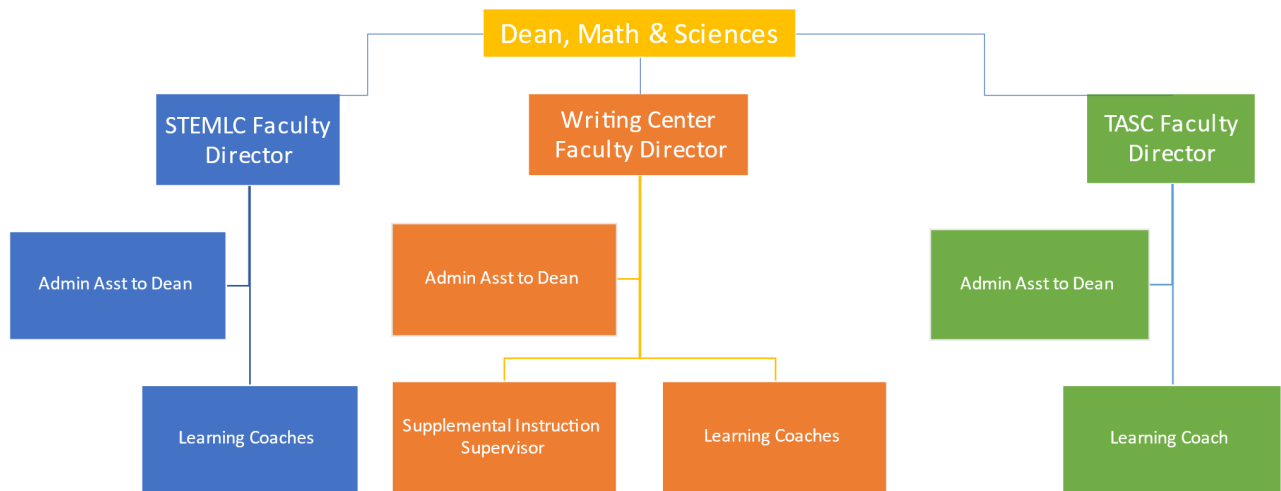 Dean, Math & Sciences
STEMLC Faculty
Director
Writing Center
Faculty Director
TASC Faculty
Director
Admin Asst to Dean
Admin Asst to Dean
Admin Asst to Dean
Learning Coaches
Supplemental Instruction
Supervisor
Learning Coaches
Learning Coach